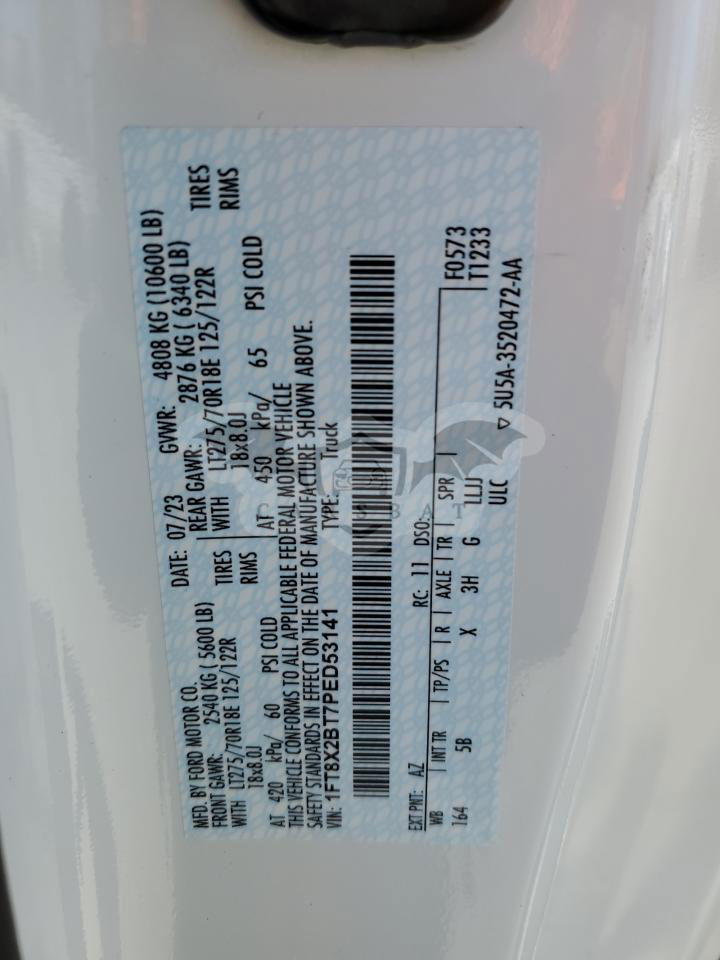 MFD. BY FORD MOTOR CO. DATE: 07/23 GVWR: 4808 KG (10600 LB)
FRONT GAWR: 2540 KG ( 5600 LB) REAR GAWR: 2876 KG ( 6340 LB)
WITH LT275/70R18E 125/122R TIRES WITH LT275/70R18E 125/122R TIRES
18x8.0J RIMS 18x8.0J RIMS
AT 420 kPa/ 60 PSI COLD AT 450 kPa/ 65 PSI COLD
THIS VEHICLE CONFORMS TO ALL APPLICABLE FEDERAL MOTOR VEHICLE
SAFETY STANDARDS IN EFFECT ON THE DATE OF MANUFACTURE SHOWN ABOVE.
VIN: 1FT8X2BT7PED53141 TYPE: Truck
EXT PNT: AZ RC: 11 DSO: F0573
WB INT TR TP/PS R AXLE TR SPR T1233
164 5B X 3H G LLJJ
ULC ▽ 5U5A-3520472-AA